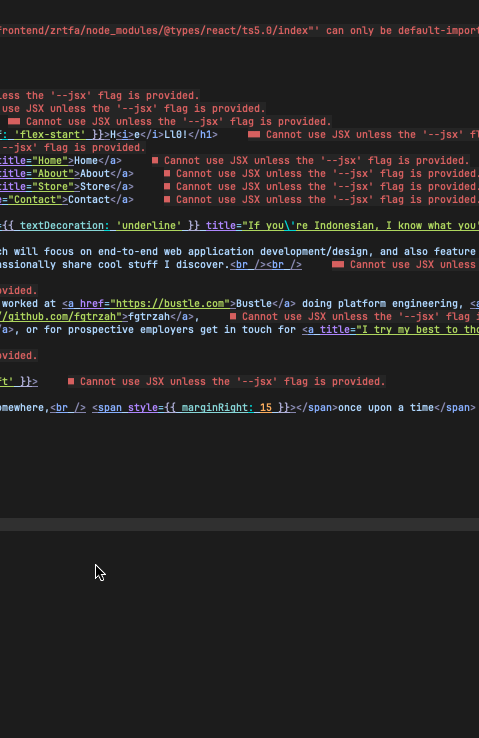 frontend/zrtfa/node_modules/@types/react/ts5.0/index"' can only be default-import
less the '--jsx' flag is provided.
use JSX unless the '--jsx' flag is provided.
Cannot use JSX unless the '--jsx' flag is provided.
: 'flex-start' }}>H<i>e</i>Ll0!</h1> Cannot use JSX unless the '--jsx' fl
--jsx' flag is provided.
title="Home">Home</a> Cannot use JSX unless the '--jsx' flag is provided.
title="About">About</a> Cannot use JSX unless the '--jsx' flag is provided.
title="Store">Store</a> Cannot use JSX unless the '--jsx' flag is provided.
e="Contact">Contact</a> Cannot use JSX unless the '--jsx' flag is provided.
={{ textDecoration: 'underline' }} title="If you\'re Indonesian, I know what you'
ch will focus on end-to-end web application development/design, and also feature
assionally share cool stuff I discover.<br /><br /> Cannot use JSX unless
ovided.
worked at <a href="https://bustle.com">Bustle</a> doing platform engineering, <a
//github.com/fqtrzah">fgtrzah</a>, Cannot use JSX unless the '--jsx' flag i
/a>, or for prospective employers get in touch for <a title="I try my best to tho
ovided.
ft' }}> Cannot use JSX unless the '--jsx' flag is provided.
omewhere,<br /> <span style={{ marginRight: 15 }}></span>once upon a time</span>